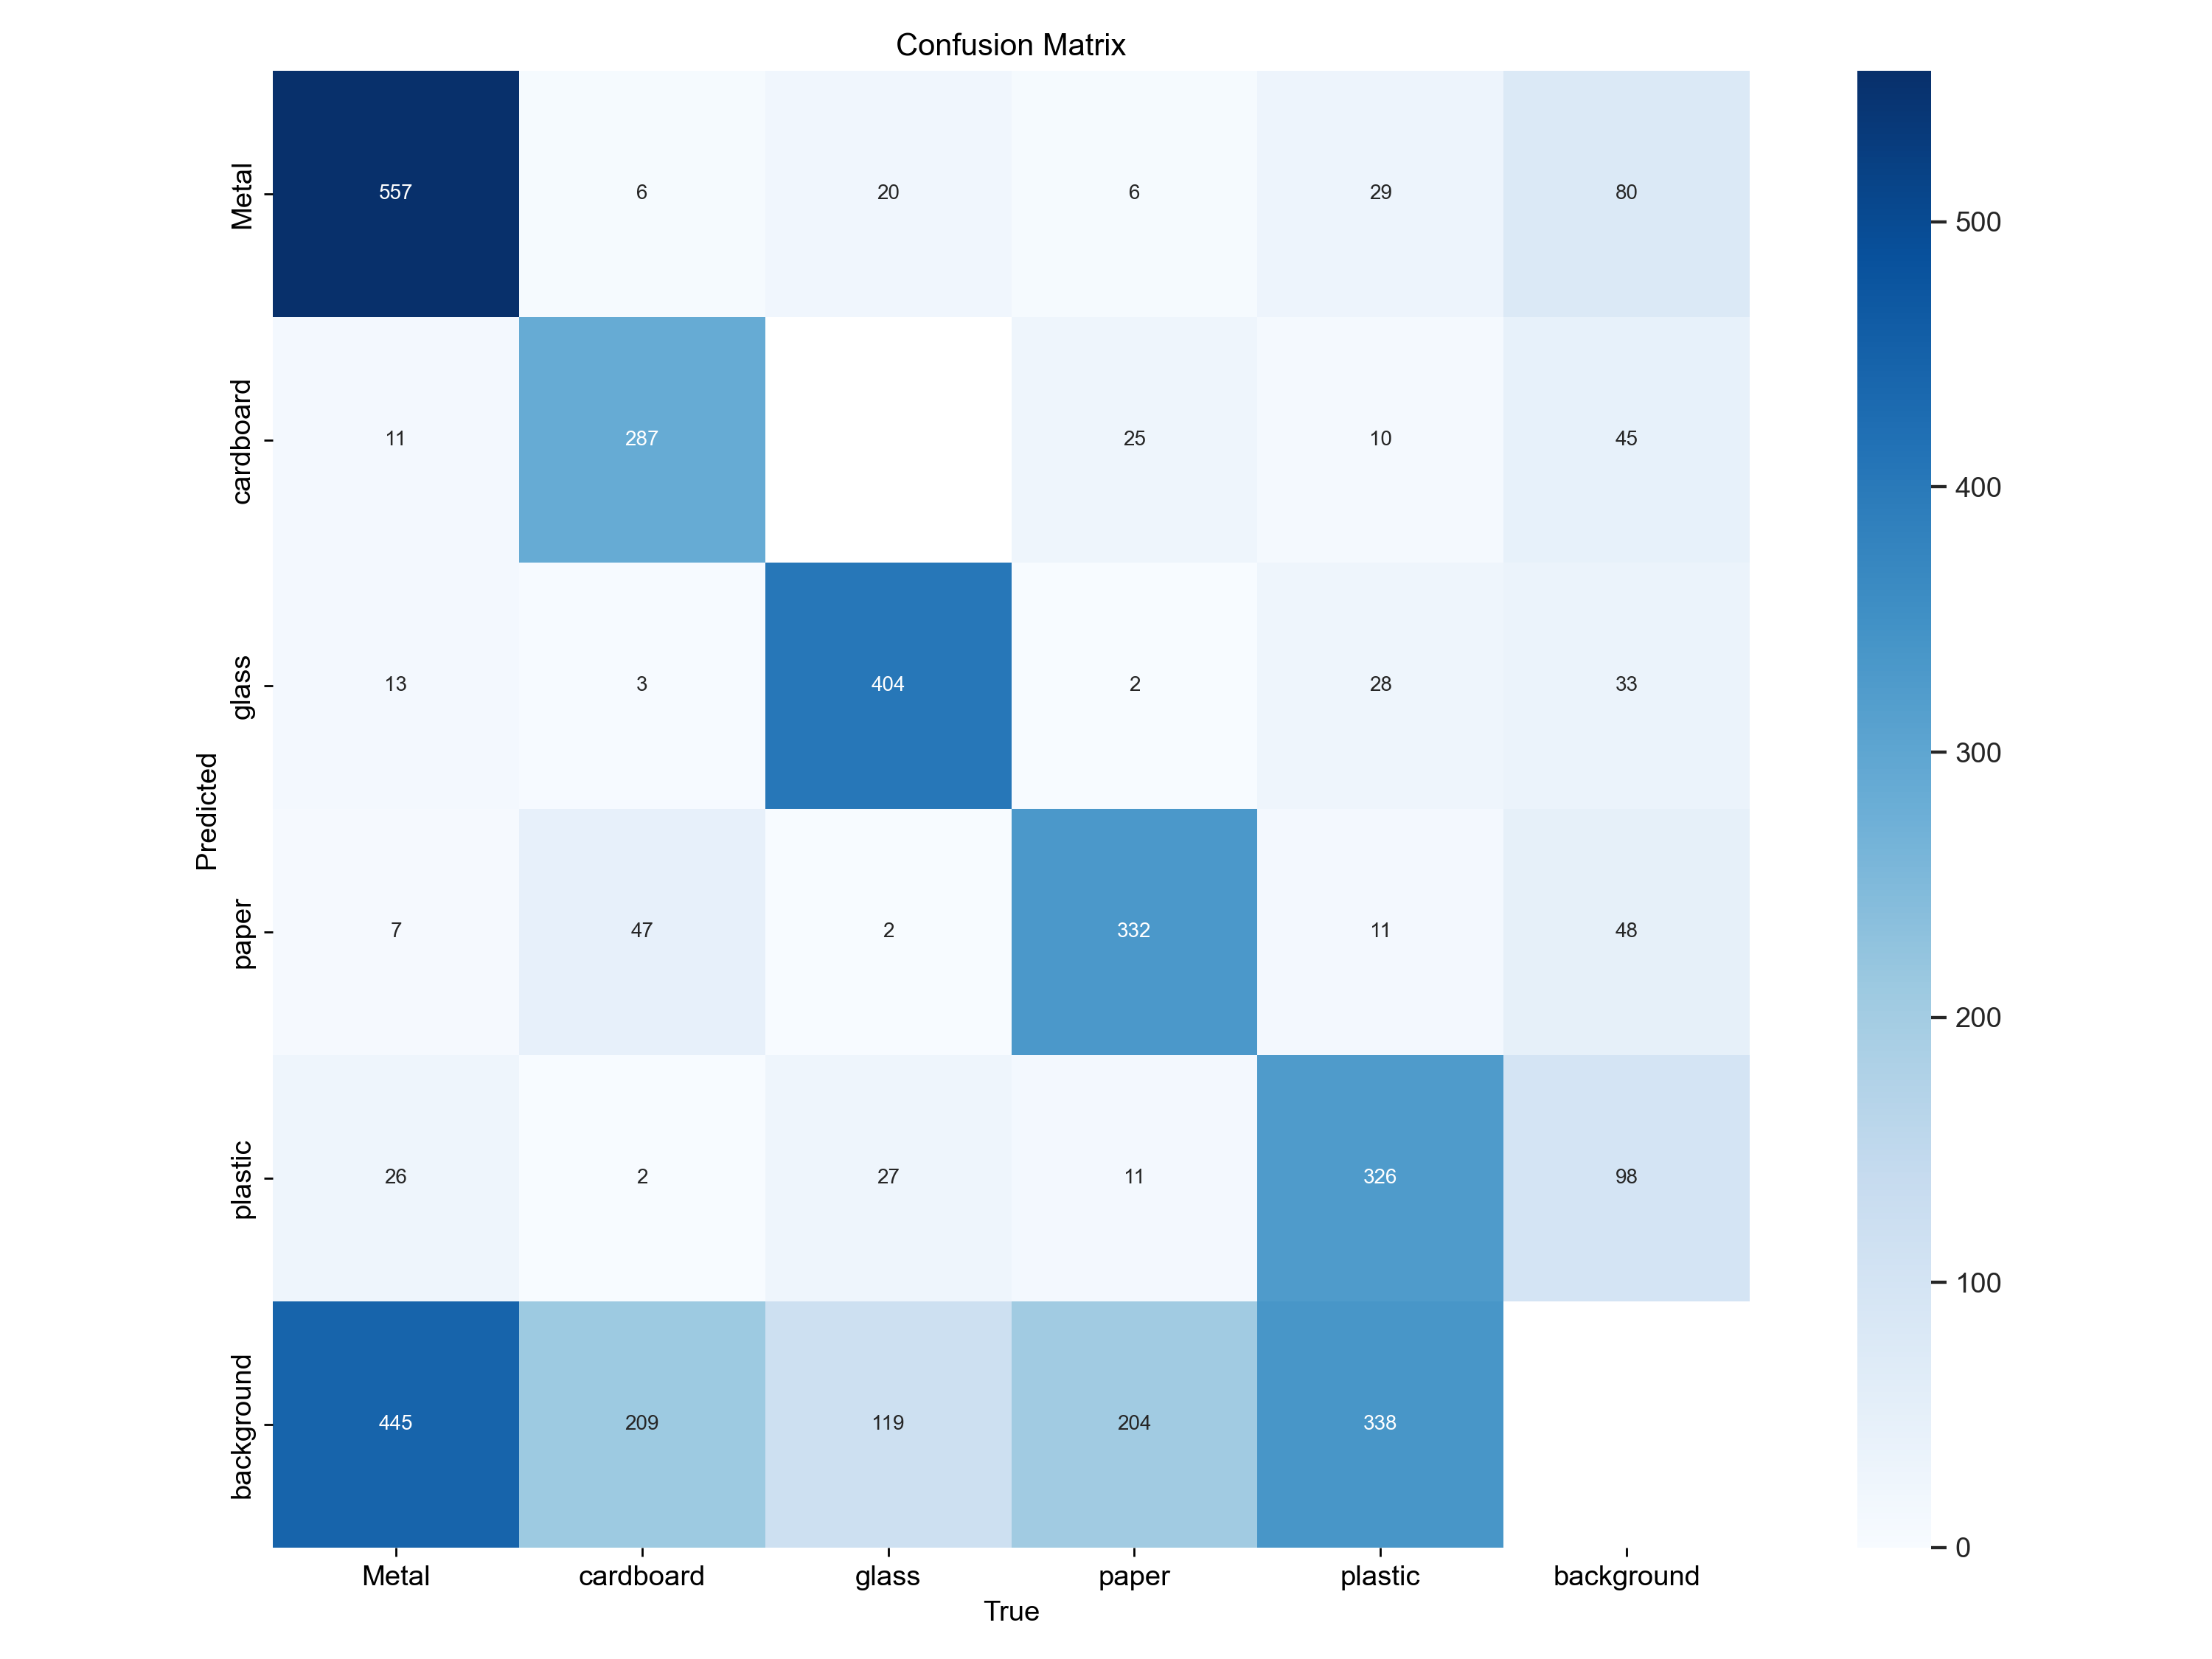 Confusion Matrix
Metal 557 6 20 6 29 80
cardboard 11 287 25 10 45
glass 13 3 404 2 28 33
paper 7 47 2 332 11 48
plastic 26 2 27 11 326 98
background 445 209 119 204 338
Metal cardboard glass paper plastic background
True
Predicted
500
400
300
200
100
0